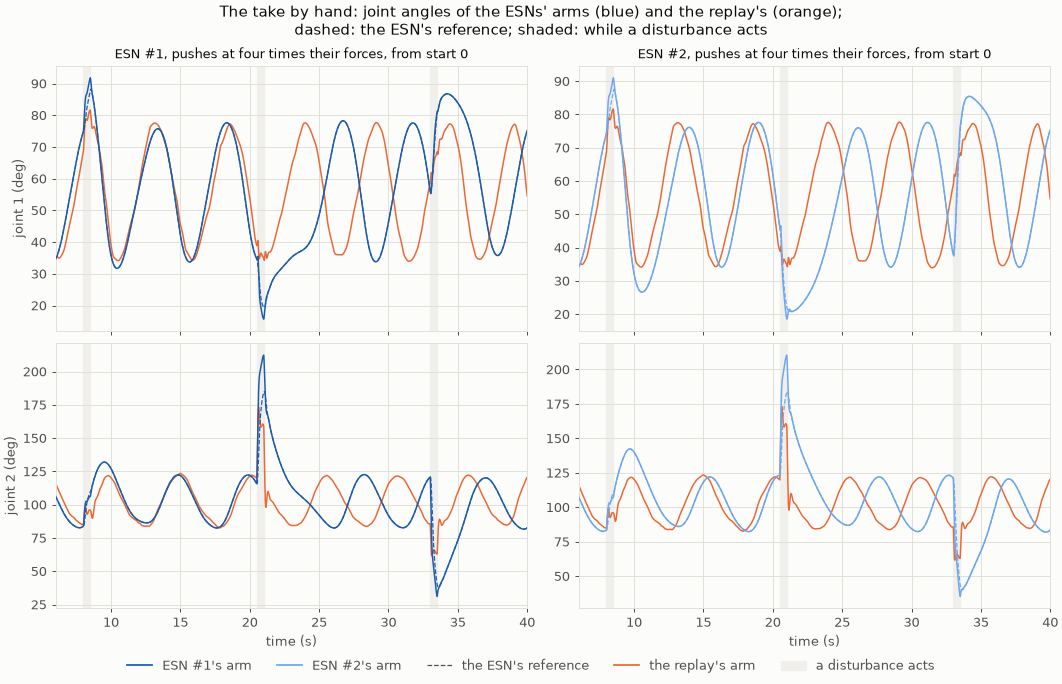 The take by hand: joint angles of the ESNs' arms (blue) and the replay's (orange);
dashed: the ESN's reference; shaded: while a disturbance acts
ESN #1, pushes at four times their forces, from start 0
ESN #2, pushes at four times their forces, from start 0
joint 1 (deg)
90
80
70
60
50
40
30
20
90
80
70
60
50
40
30
20
joint 2 (deg)
200
175
150
125
100
75
50
25
200
175
150
125
100
75
50
10 15 20 25 30 35 40
10 15 20 25 30 35 40
time (s)
time (s)
ESN #1's arm
ESN #2's arm
the ESN's reference
the replay's arm
a disturbance acts